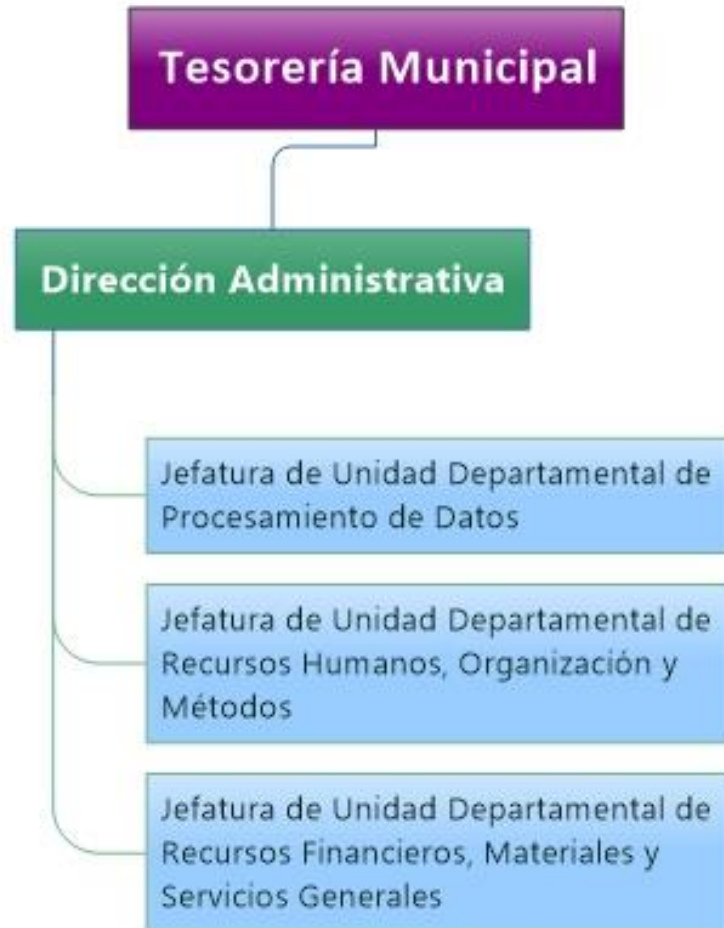 Tesorería Municipal
Dirección Administrativa
Jefatura de Unidad Departamental de
Procesamiento de Datos
Jefatura de Unidad Departamental de
Recursos Humanos, Organización y
Métodos
Jefatura de Unidad Departamental de
Recursos Financieros, Materiales y
Servicios Generales